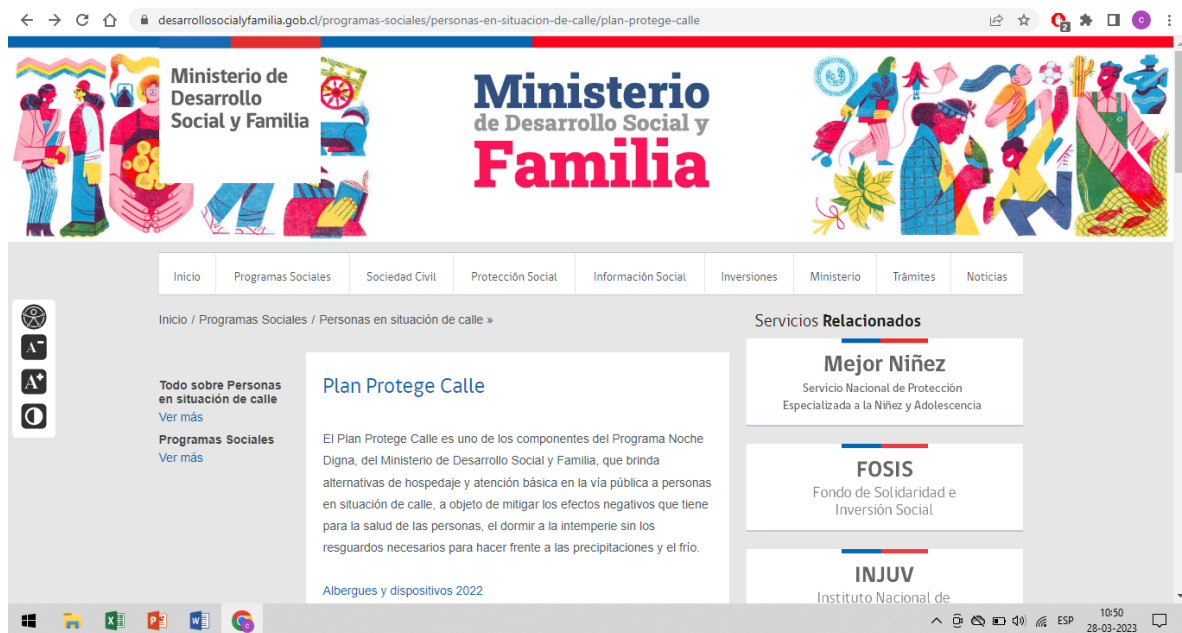 desarrollosocialyfamilia.gob.cl/programas-sociales/personas-en-situacion-de-calle/plan-protege-calle
2
c
Ministerio de
Desarrollo
Social y Familia
Ministerio
de Desarrollo Social y
Familia
Inicio
Programas Sociales
Sociedad Civil
Protección Social
Información Social
Inversiones
Ministerio
Trámites
Noticias
Inicio / Programas Sociales / Personas en situación de calle »
A-
A+
Todo sobre Personas
en situación de calle
Ver más
Programas Sociales
Ver más
Plan Protege Calle
El Plan Protege Calle es uno de los componentes del Programa Noche
Digna, del Ministerio de Desarrollo Social y Familia, que brinda
alternativas de hospedaje y atención básica en la vía pública a personas
en situación de calle, a objeto de mitigar los efectos negativos que tiene
para la salud de las personas, el dormir a la intemperie sin los
resguardos necesarios para hacer frente a las precipitaciones y el frío.
Albergues y dispositivos 2022
Servicios Relacionados
Mejor Niñez
Servicio Nacional de Protección
Especializada a la Niñez y Adolescencia
FOSIS
Fondo de Solidaridad e
Inversión Social
INJUV
Instituto Nacional de
ESP
10:50
28-03-2023